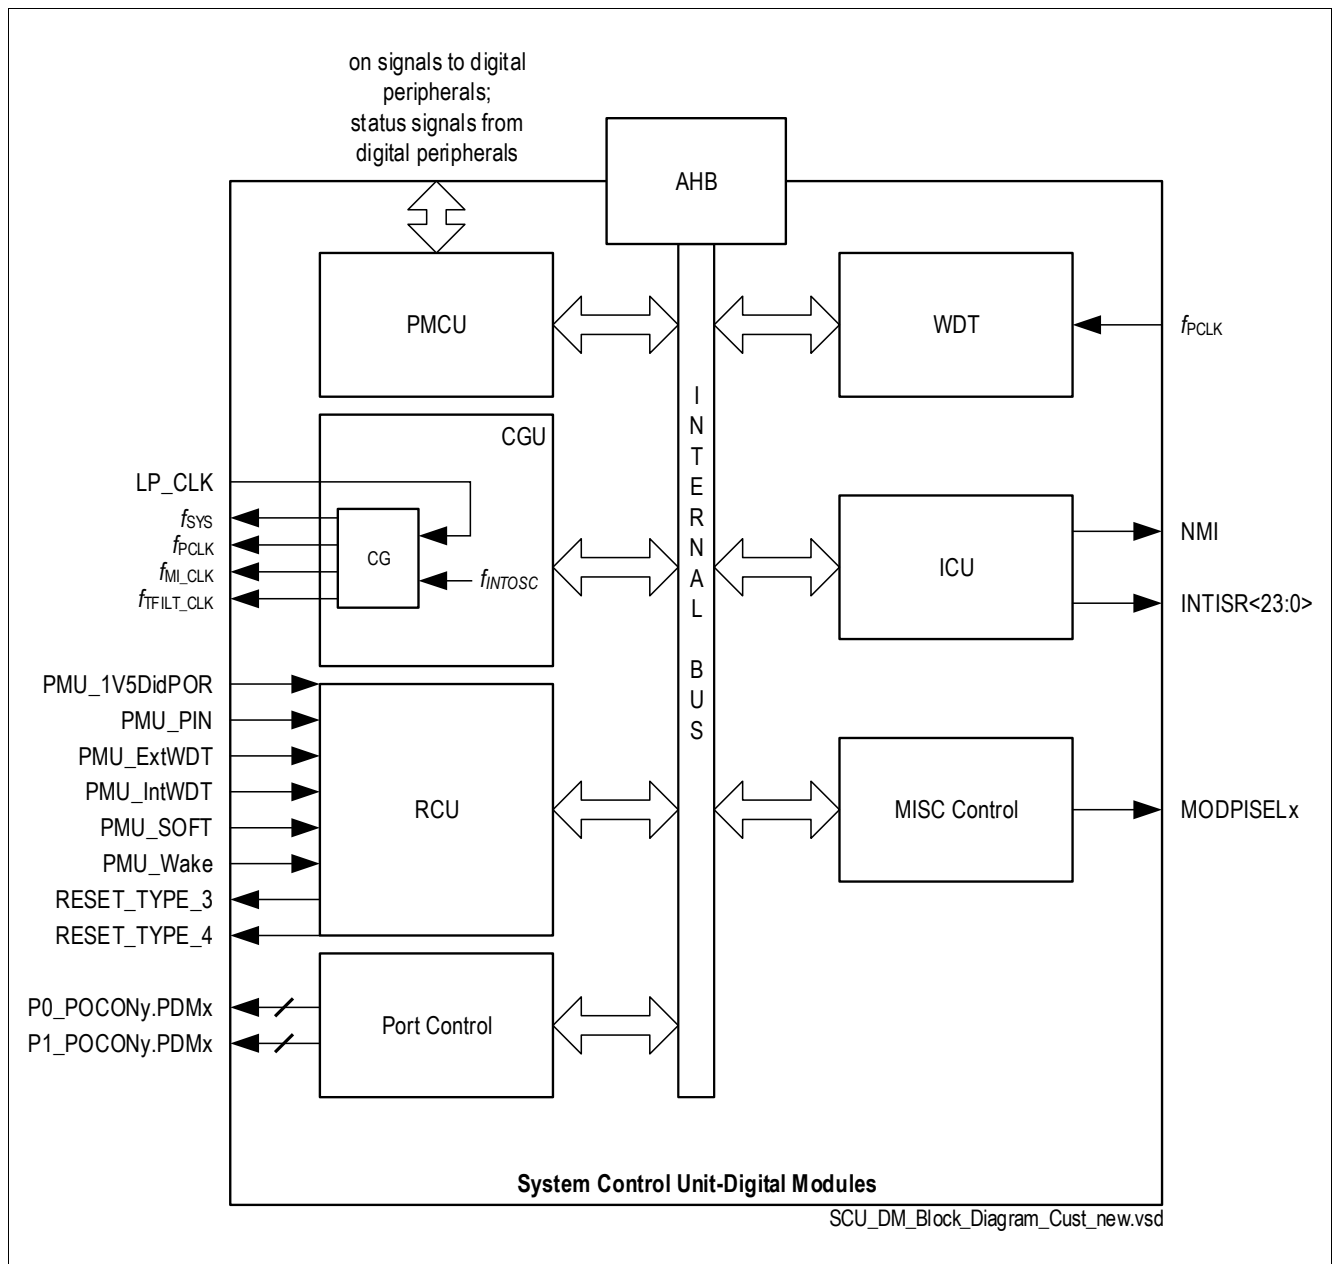 on signals to digital
peripherals;
status signals from
digital peripherals
AHB
PMCU
WDT
fPCLK
INTERNAL BUS
CGU
LP_CLK
fSYS
fPCLK
fMI_CLK
fTFILT_CLK
CG
fINTOSC
ICU
NMI
INTISR<23:0>
PMU_1V5DidPOR
PMU_PIN
PMU_ExtWDT
PMU_IntWDT
PMU_SOFT
PMU_Wake
RESET_TYPE_3
RESET_TYPE_4
RCU
MISC Control
MODPISELx
P0_POCONy.PDMx
P1_POCONy.PDMx
Port Control
System Control Unit-Digital Modules
SCU_DM_Block_Diagram_Cust_new.vsd